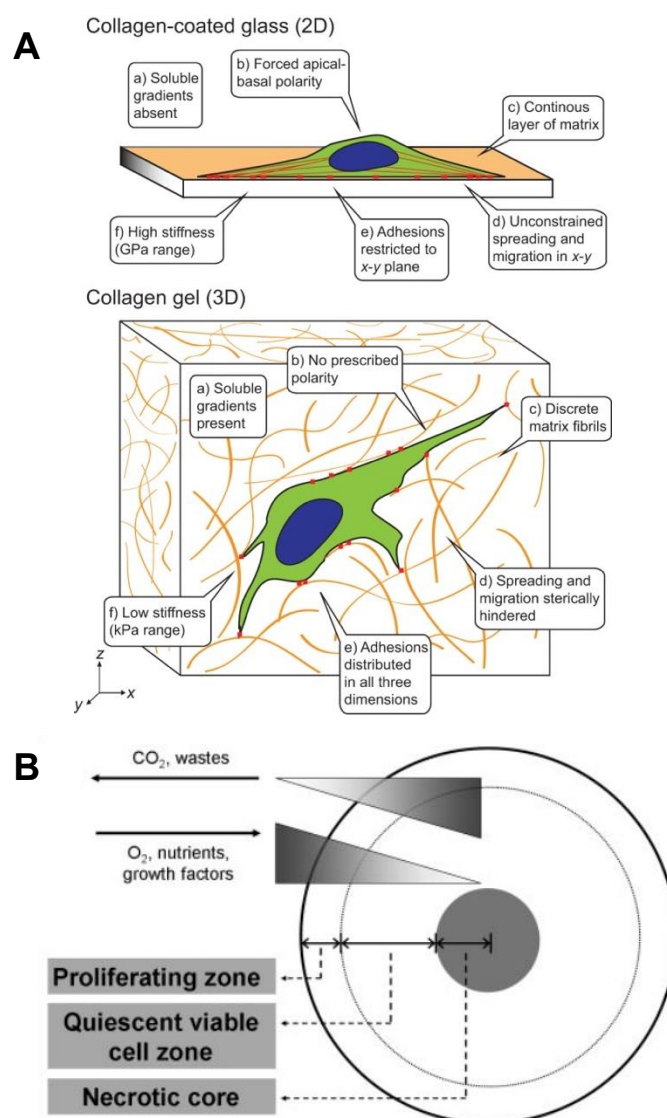 A
Collagen-coated glass (2D)
a) Soluble
gradients
absent
b) Forced apical-
basal polarity
c) Continous
layer of matrix
f) High stiffness
(GPa range)
e) Adhesions
restricted to
x-y plane
d) Unconstrained
spreading and
migration in x-y
Collagen gel (3D)
a) Soluble
gradients
present
b) No prescribed
polarity
c) Discrete
matrix fibrils
f) Low stiffness
(kPa range)
d) Spreading and
migration sterically
hindered
e) Adhesions
distributed
in all three
dimensions
z
y
x
B
CO2, wastes
O2, nutrients,
growth factors
Proliferating zone
Quiescent viable
cell zone
Necrotic core